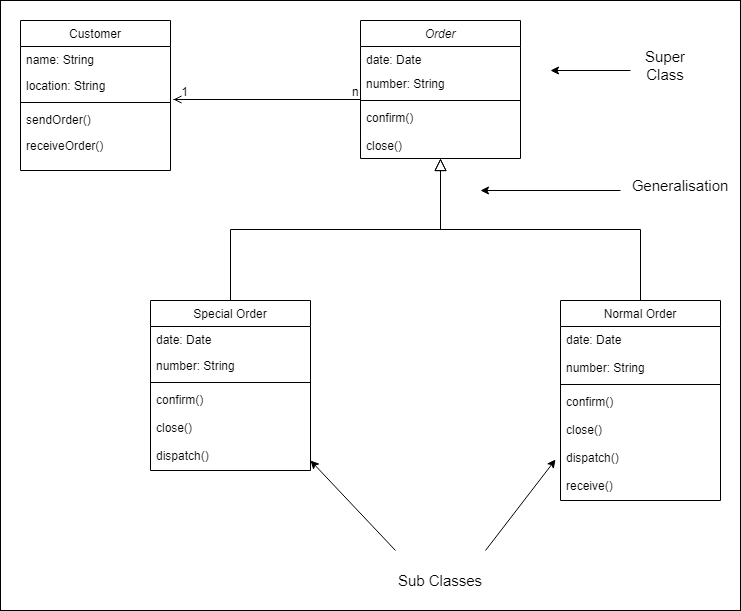 Customer
name: String
location: String
sendOrder()
receiveOrder()
1
n
Order
date: Date
number: String
confirm()
close()
Super
Class
Generalisation
Special Order
date: Date
number: String
confirm()
close()
dispatch()
Normal Order
date: Date
number: String
confirm()
close()
dispatch()
receive()
Sub Classes